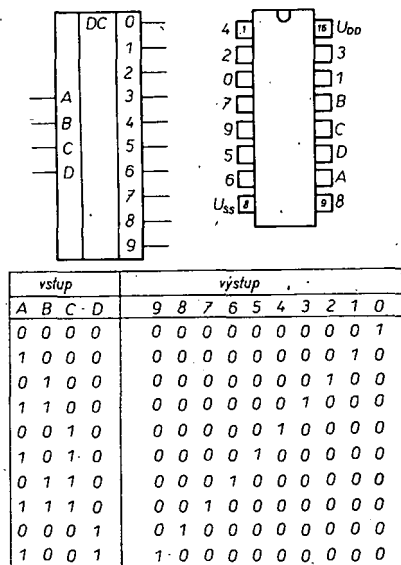 DC
0
1
2
3
4
5
6
7
8
9
A
B
C
D
4 1 16 UDD
2 3
0 1
7 B
9 C
5 D
6 A
USS 8 9 8
vstup výstup
A B C D 9 8 7 6 5 4 3 2 1 0
0 0 0 0 0 0 0 0 0 0 0 0 0 1
1 0 0 0 0 0 0 0 0 0 0 0 1 0
0 1 0 0 0 0 0 0 0 0 0 1 0 0
1 1 0 0 0 0 0 0 0 0 1 0 0 0
0 0 1 0 0 0 0 0 0 1 0 0 0 0
1 0 1 0 0 0 0 0 1 0 0 0 0 0
0 1 1 0 0 0 0 1 0 0 0 0 0 0
1 1 1 0 0 0 1 0 0 0 0 0 0 0
0 0 0 1 0 1 0 0 0 0 0 0 0 0
1 0 0 1 1 0 0 0 0 0 0 0 0 0